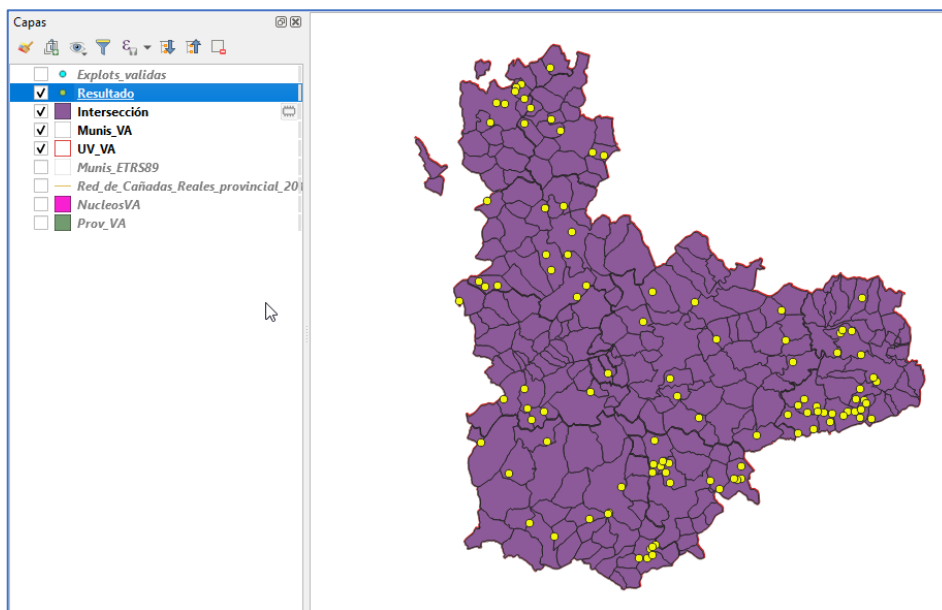 Capas
Explots_validas
Resultado
Intersección
Munis_VA
UV_VA
Munis_ETRS89
Red_de_Cañadas_Reales_provincial_20
NucleosVA
Prov_VA